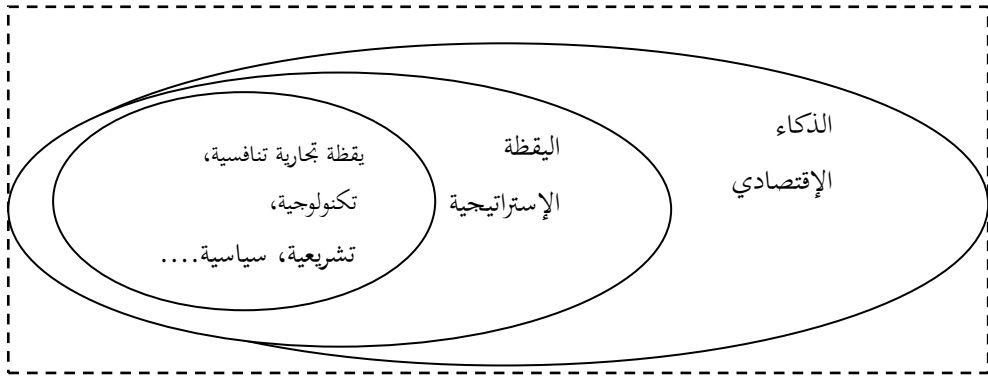 الذكاء
الإقتصادي
اليقظة
الإستراتيجية
يقظة تجارية تنافسية،
تكنولوجية،
تشريعية، سياسية....